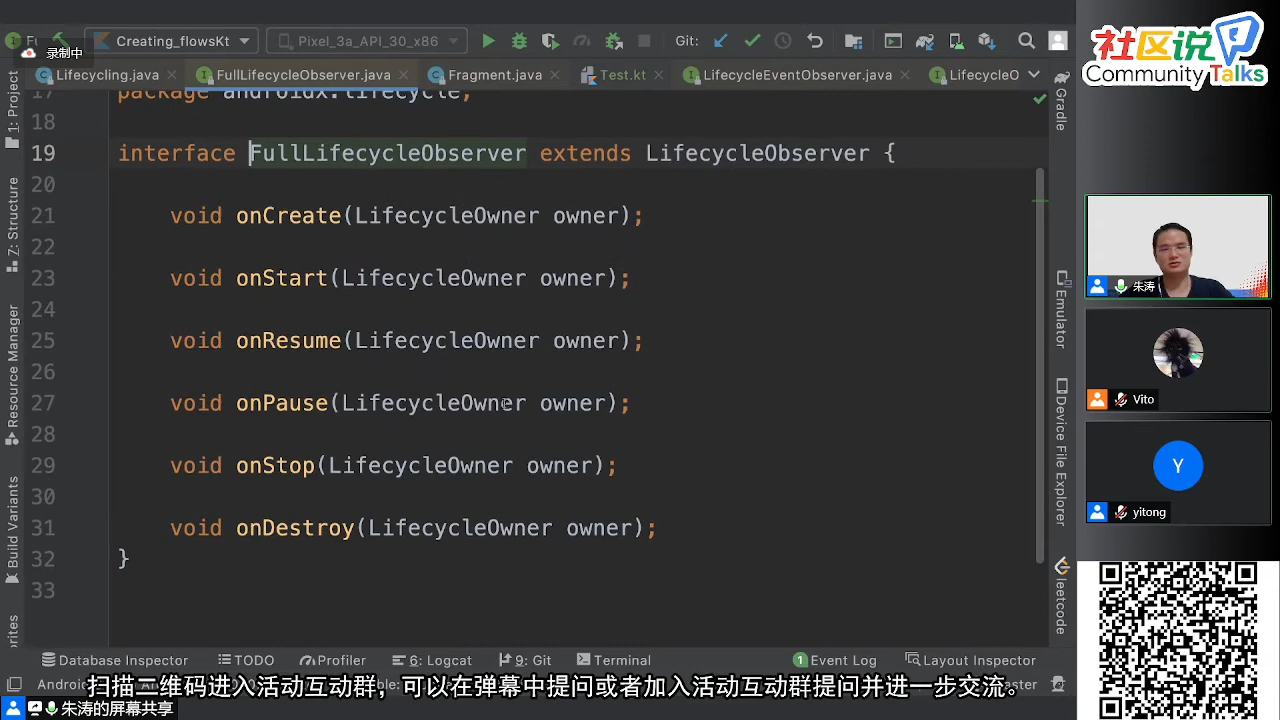 Creating_flowsKt
Pixel_3a_API_30
Git:
录制中
社区说
Community Talks
Lifecycling.java
FullLifecycleObserver.java
Fragment.java
Test.kt
LifecycleEventObserver.java
LifecycleO
17 package androidx.lifecycle;
18
19 interface FullLifecycleObserver extends LifecycleObserver {
20
21 void onCreate(LifecycleOwner owner);
22
23 void onStart(LifecycleOwner owner);
24
25 void onResume(LifecycleOwner owner);
26
27 void onPause(LifecycleOwner owner);
28
29 void onStop(LifecycleOwner owner);
30
31 void onDestroy(LifecycleOwner owner);
32 }
33
1: Project
Z: Structure
Resource Manager
Build Variants
Gradle
Emulator
Device File Explorer
leetcode
朱涛
Vito
Y
yitong
Database Inspector
TODO
Profiler
6: Logcat
9: Git
Terminal
1 Event Log
Layout Inspector
扫描二维码进入活动互动群，可以在弹幕中提问或者加入活动互动群提问并进一步交流。
朱涛的屏幕共享